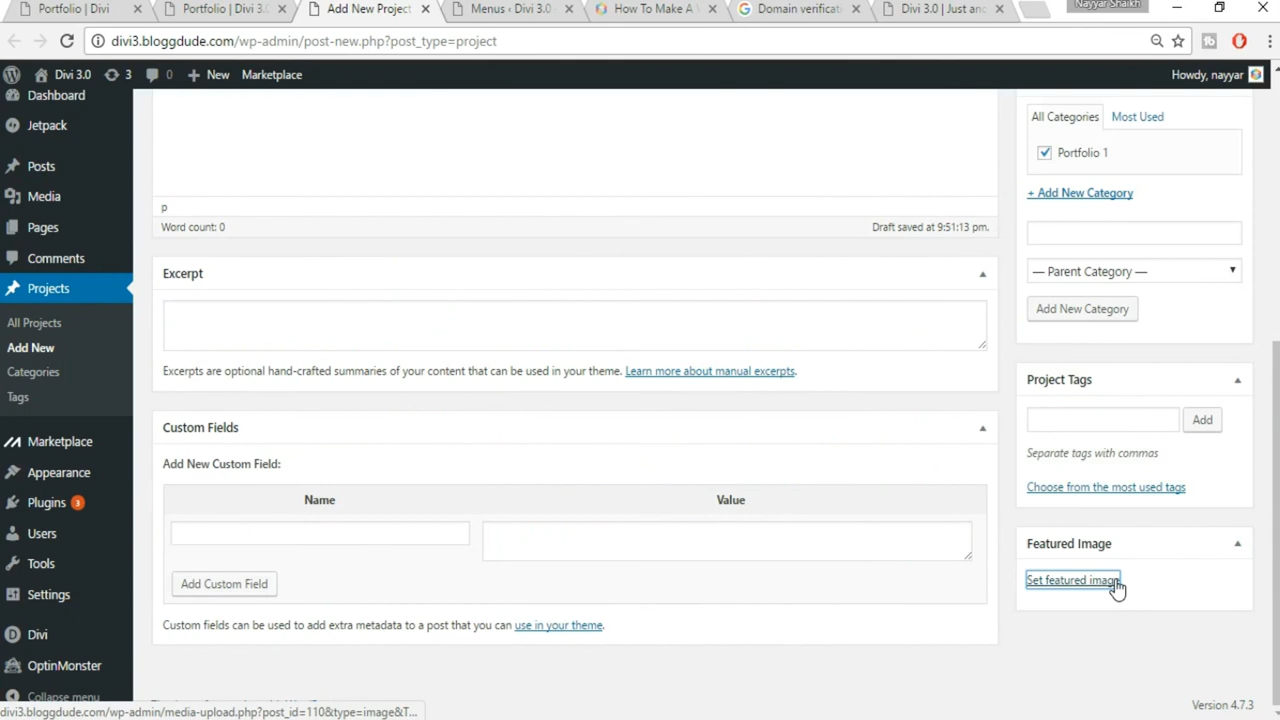 Portfolio | Divi
Portfolio | Divi 3.0
Add New Project
Menus ‹ Divi 3.0
How To Make A
Domain verificat
Divi 3.0 | Just an
Nayyar Shaikh
divi3.bloggdude.com/wp-admin/post-new.php?post_type=project
Divi 3.0
3
0
New
Marketplace
Howdy, nayyar
Dashboard
Jetpack
Posts
Media
Pages
Comments
Projects
All Projects
Add New
Categories
Tags
Marketplace
Appearance
Plugins 3
Users
Tools
Settings
Divi
OptinMonster
Collapse menu
p
Word count: 0
Draft saved at 9:51:13 pm.
Excerpt
Excerpts are optional hand-crafted summaries of your content that can be used in your theme. Learn more about manual excerpts.
Custom Fields
Add New Custom Field:
Name
Value
Add Custom Field
Custom fields can be used to add extra metadata to a post that you can use in your theme.
All Categories
Most Used
Portfolio 1
+ Add New Category
— Parent Category —
Add New Category
Project Tags
Add
Separate tags with commas
Choose from the most used tags
Featured Image
Set featured image
Version 4.7.3
divi3.bloggdude.com/wp-admin/media-upload.php?post_id=110&type=image&T...